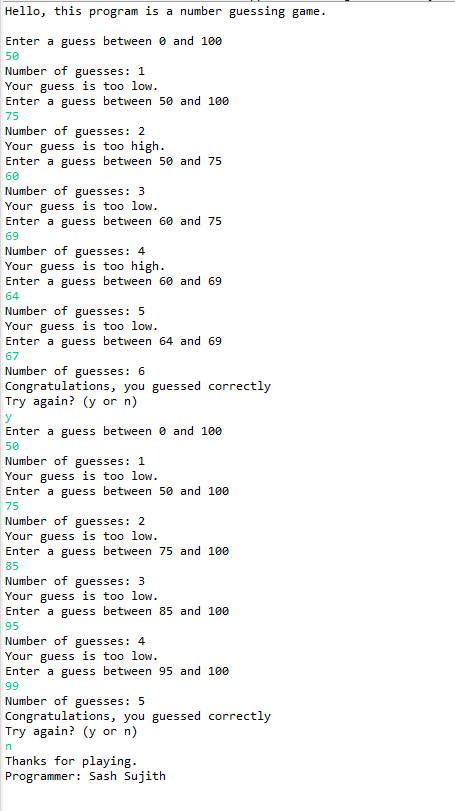 Hello, this program is a number guessing game.
Enter a guess between 0 and 100
50
Number of guesses: 1
Your guess is too low.
Enter a guess between 50 and 100
75
Number of guesses: 2
Your guess is too high.
Enter a guess between 50 and 75
60
Number of guesses: 3
Your guess is too low.
Enter a guess between 60 and 75
69
Number of guesses: 4
Your guess is too high.
Enter a guess between 60 and 69
64
Number of guesses: 5
Your guess is too low.
Enter a guess between 64 and 69
67
Number of guesses: 6
Congratulations, you guessed correctly
Try again? (y or n)
y
Enter a guess between 0 and 100
50
Number of guesses: 1
Your guess is too low.
Enter a guess between 50 and 100
75
Number of guesses: 2
Your guess is too low.
Enter a guess between 75 and 100
85
Number of guesses: 3
Your guess is too low.
Enter a guess between 85 and 100
95
Number of guesses: 4
Your guess is too low.
Enter a guess between 95 and 100
99
Number of guesses: 5
Congratulations, you guessed correctly
Try again? (y or n)
n
Thanks for playing.
Programmer: Sash Sujith